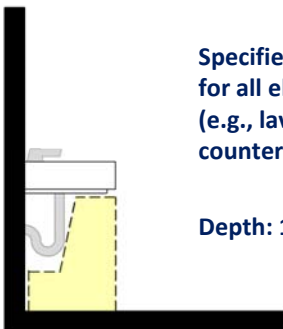 Specifie
for all el
(e.g., lav
counter
Depth: 1